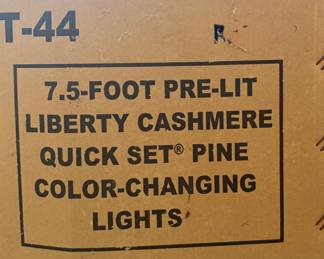 T-44
7.5-FOOT PRE-LIT
LIBERTY CASHMERE
QUICK SET® PINE
COLOR-CHANGING
LIGHTS